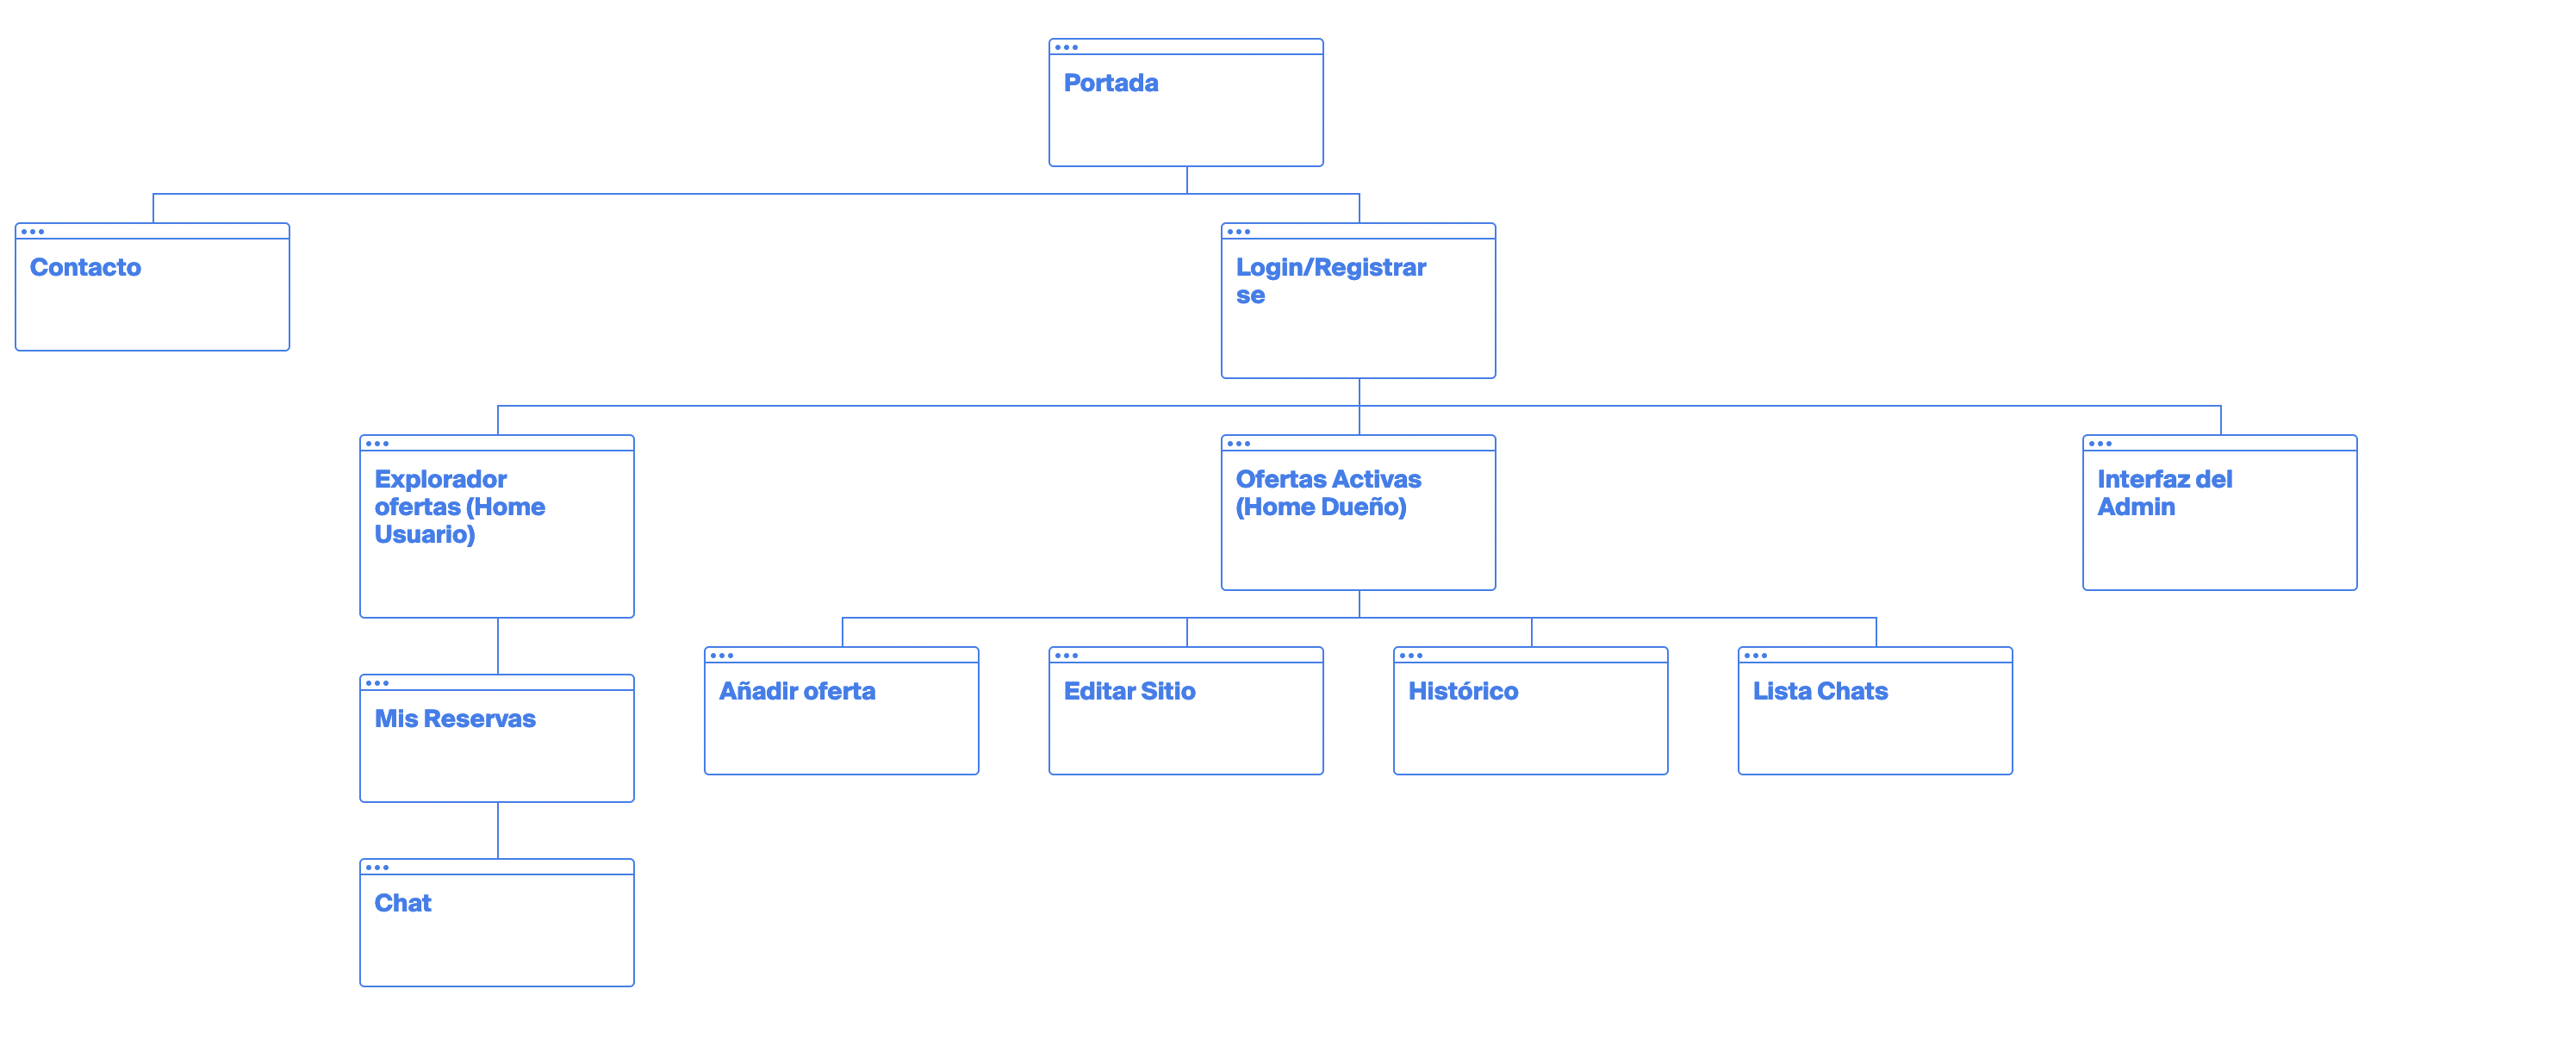 Portada
Contacto
Login/Registrar
se
Explorador
ofertas (Home
Usuario)
Ofertas Activas
(Home Dueño)
Interfaz del
Admin
Añadir oferta
Editar Sitio
Histórico
Lista Chats
Mis Reservas
Chat